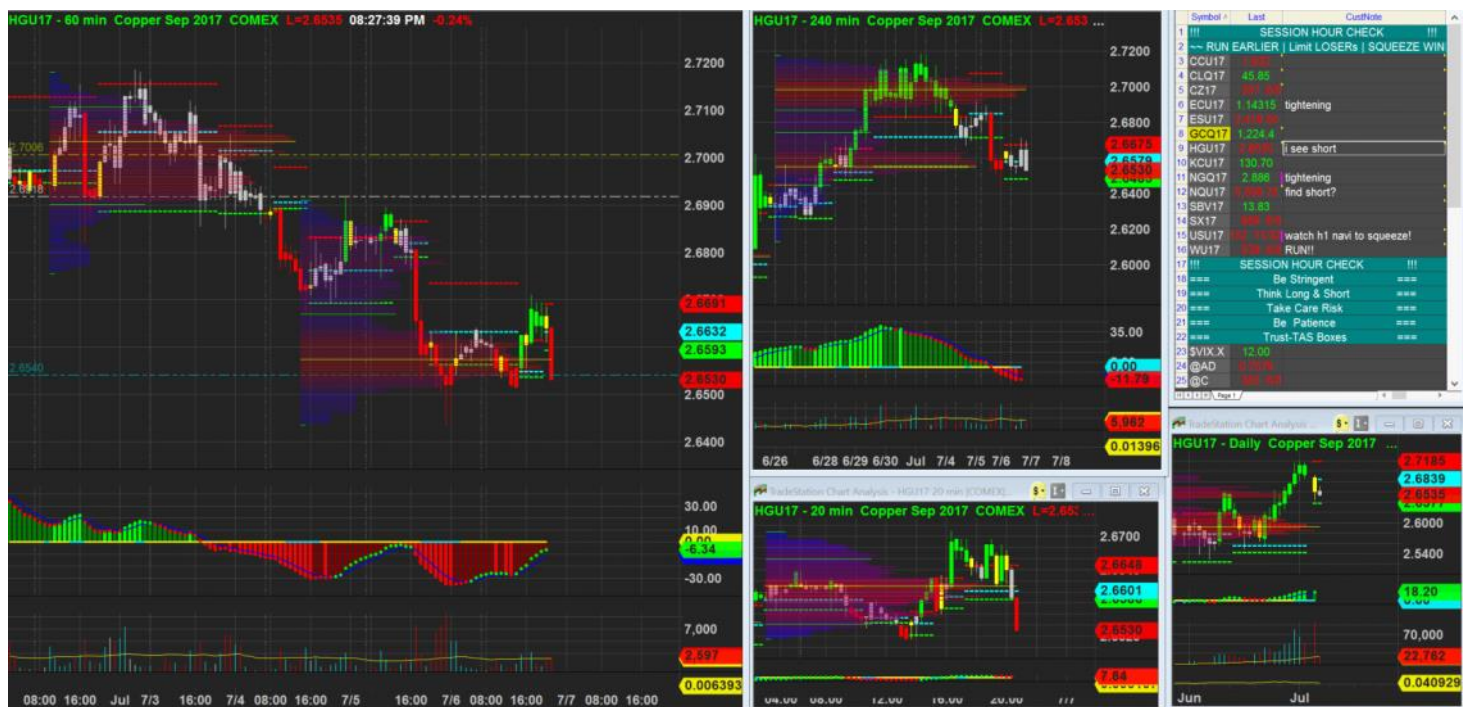 HGU17 - 60 min Copper Sep 2017 COMEX L=2.6535 08:27:39 PM -0.24%
2.7200
2.7100
2.7006
2.7000
2.6900
2.6800
2.6691
2.6632
2.6593
2.6540
2.6530
2.6500
2.6400
30.00
10.00
0.00
-6.34
-30.00
7,000
2,597
0.006393
08:00 16:00 Jul 7/3 16:00 7/4 08:00 16:00 7/5 16:00 7/6 08:00 16:00 7/7 08:00 16:00
HGU17 - 240 min Copper Sep 2017 COMEX L=2.653 ...
2.7200
2.7000
2.6800
2.6675
2.6579
2.6530
2.6400
2.6200
2.6000
35.00
0.00
-11.79
5,962
0.01396
6/26 6/28 6/29 6/30 Jul 7/4 7/5 7/6 7/7 7/8
TradeStation Chart Analysis - HGU17 20 min [COMEX]...
HGU17 - 20 min Copper Sep 2017 COMEX L=2.65: ...
2.6700
2.6648
2.6601
2.6530
7.84
04:00 08:00 12:00 16:00 20:00 7/7
Symbol Last CustNote
1 !!! SESSION HOUR CHECK !!!
2 ~~ RUN EARLIER | Limit LOSERs | SQUEEZE WIN
3 CCU17
4 CLQ17 45.85
5 CZ17
6 ECU17 1.14315 tightening
7 ESU17
8 GCQ17 1,224.4
9 HGU17 i see short
10 KCU17 130.70
11 NGQ17 2.886 tightening
12 NQU17 find short?
13 SBV17 13.83
14 SX17
15 USU17 watch h1 navi to squeeze!
16 WU17 RUN!!
17 !!! SESSION HOUR CHECK !!!
18 === Be Stringent ===
19 === Think Long & Short ===
20 === Take Care Risk ===
21 === Be Patience ===
22 === Trust-TAS Boxes ===
23 $VIX.X 12.00
24 @AD
25 @C
Page 1
TradeStation Chart Analysis ...
HGU17 - Daily Copper Sep 2017 - ...
2.7185
2.6839
2.6535
2.6000
2.5400
18.20
70,000
22,762
0.040929
Jun Jul